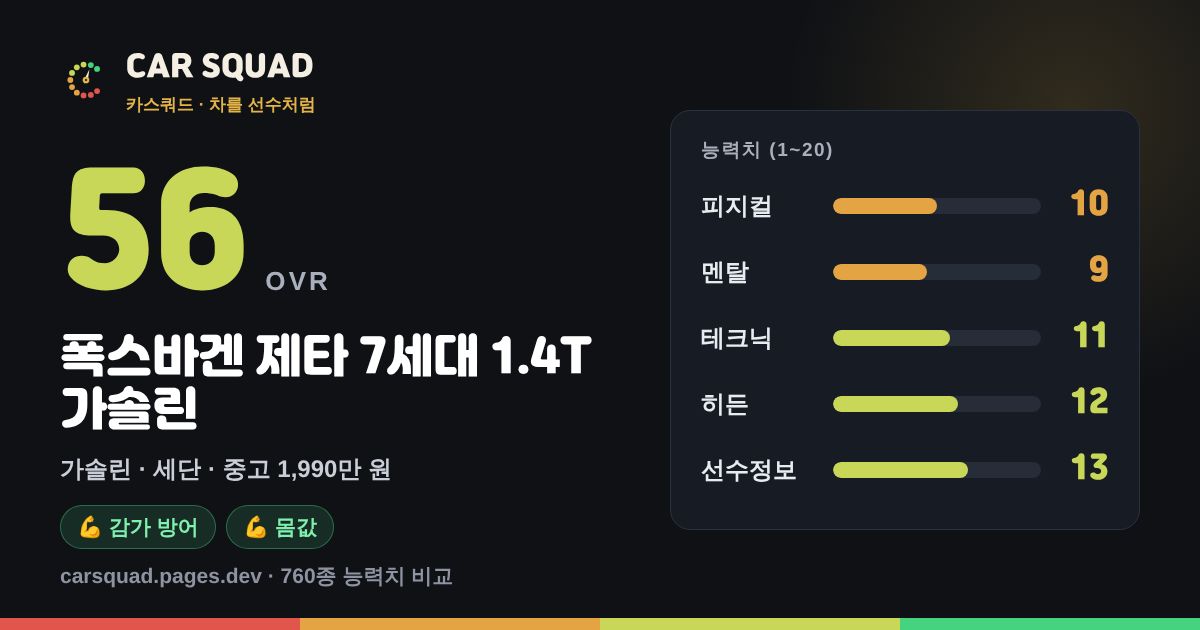 CAR SQUAD
카스쿼드 · 차를 선수처럼
56 OVR
폭스바겐 제타 7세대 1.4T
가솔린
가솔린 · 세단 · 중고 1,990만 원
💪 감가 방어 💪 몸값
carsquad.pages.dev · 760종 능력치 비교
능력치 (1~20)
피지컬 10
멘탈 9
테크닉 11
히든 12
선수정보 13